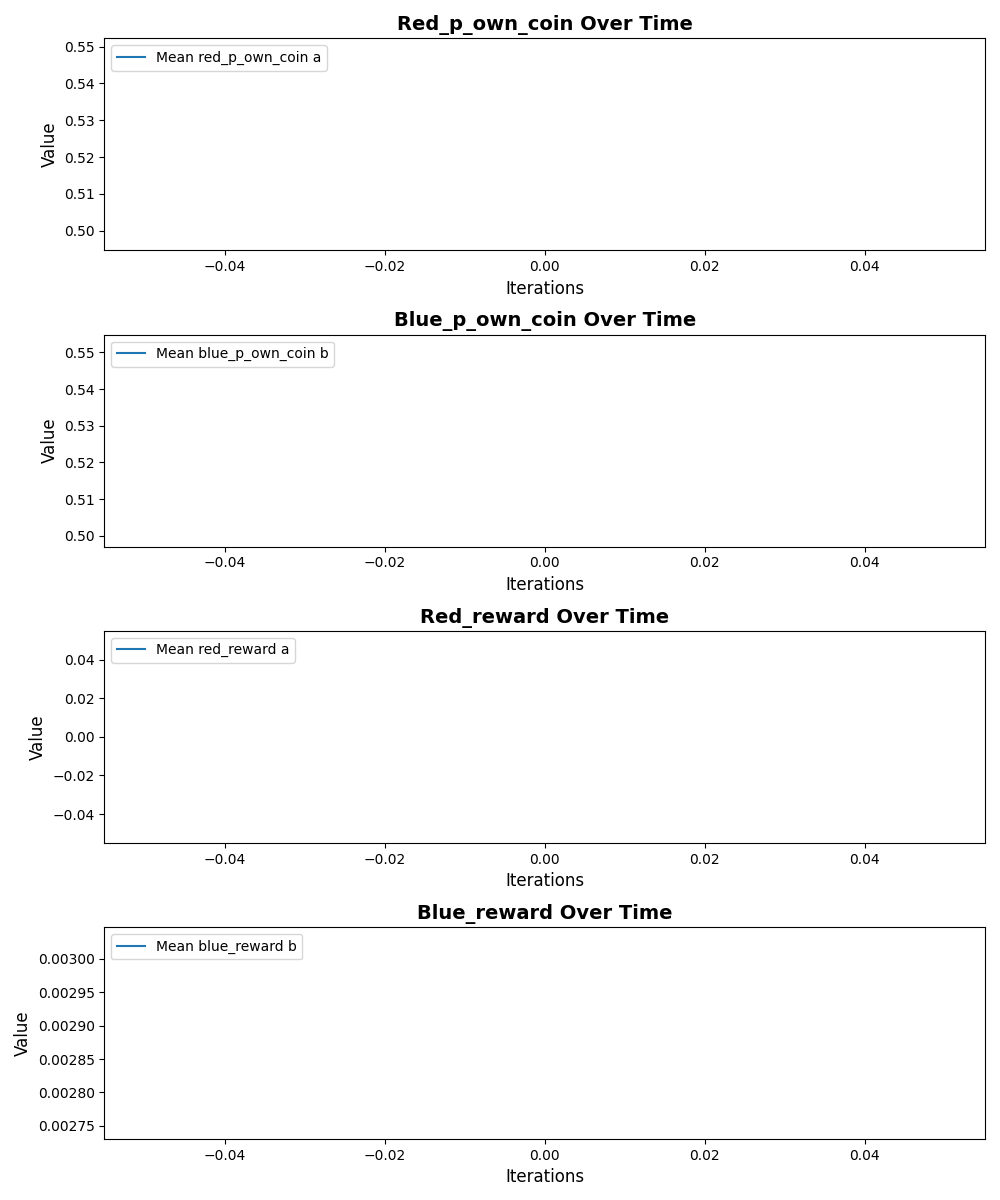 Red_p_own_coin Over Time
Mean red_p_own_coin a
Value
0.55
0.54
0.53
0.52
0.51
0.50
−0.04 −0.02 0.00 0.02 0.04
Iterations
Blue_p_own_coin Over Time
Mean blue_p_own_coin b
Value
0.55
0.54
0.53
0.52
0.51
0.50
−0.04 −0.02 0.00 0.02 0.04
Iterations
Red_reward Over Time
Mean red_reward a
Value
0.04
0.02
0.00
−0.02
−0.04
−0.04 −0.02 0.00 0.02 0.04
Iterations
Blue_reward Over Time
Mean blue_reward b
Value
0.00300
0.00295
0.00290
0.00285
0.00280
0.00275
−0.04 −0.02 0.00 0.02 0.04
Iterations